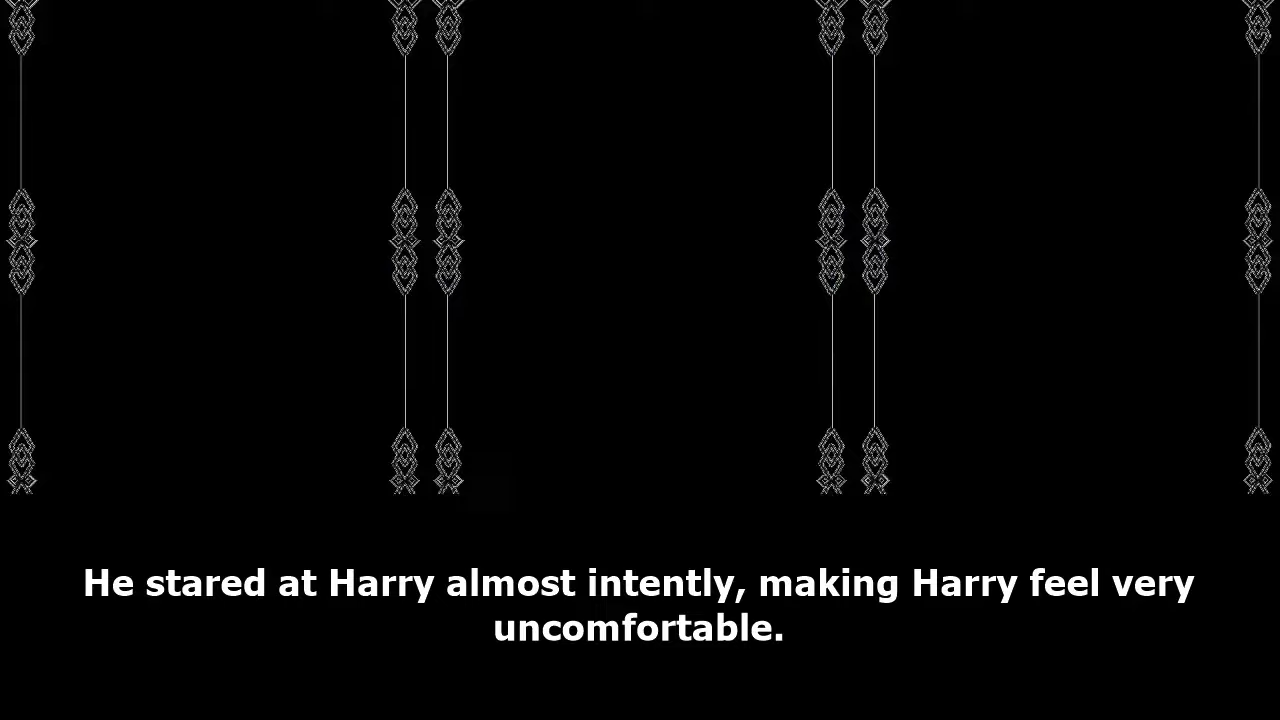 He stared at Harry almost intently, making Harry feel very
uncomfortable.